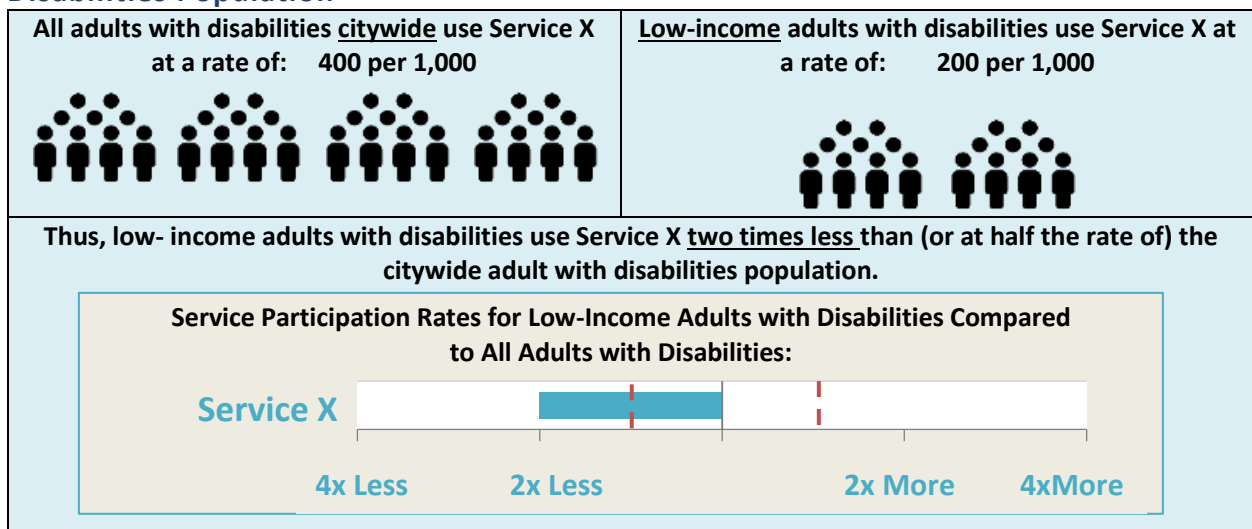 All adults with disabilities citywide use Service X
at a rate of: 400 per 1,000
Low-income adults with disabilities use Service X at
a rate of: 200 per 1,000
Thus, low- income adults with disabilities use Service X two times less than (or at half the rate of) the
citywide adult with disabilities population.
Service Participation Rates for Low-Income Adults with Disabilities Compared
to All Adults with Disabilities:
Service X
4x Less 2x Less 2x More 4xMore